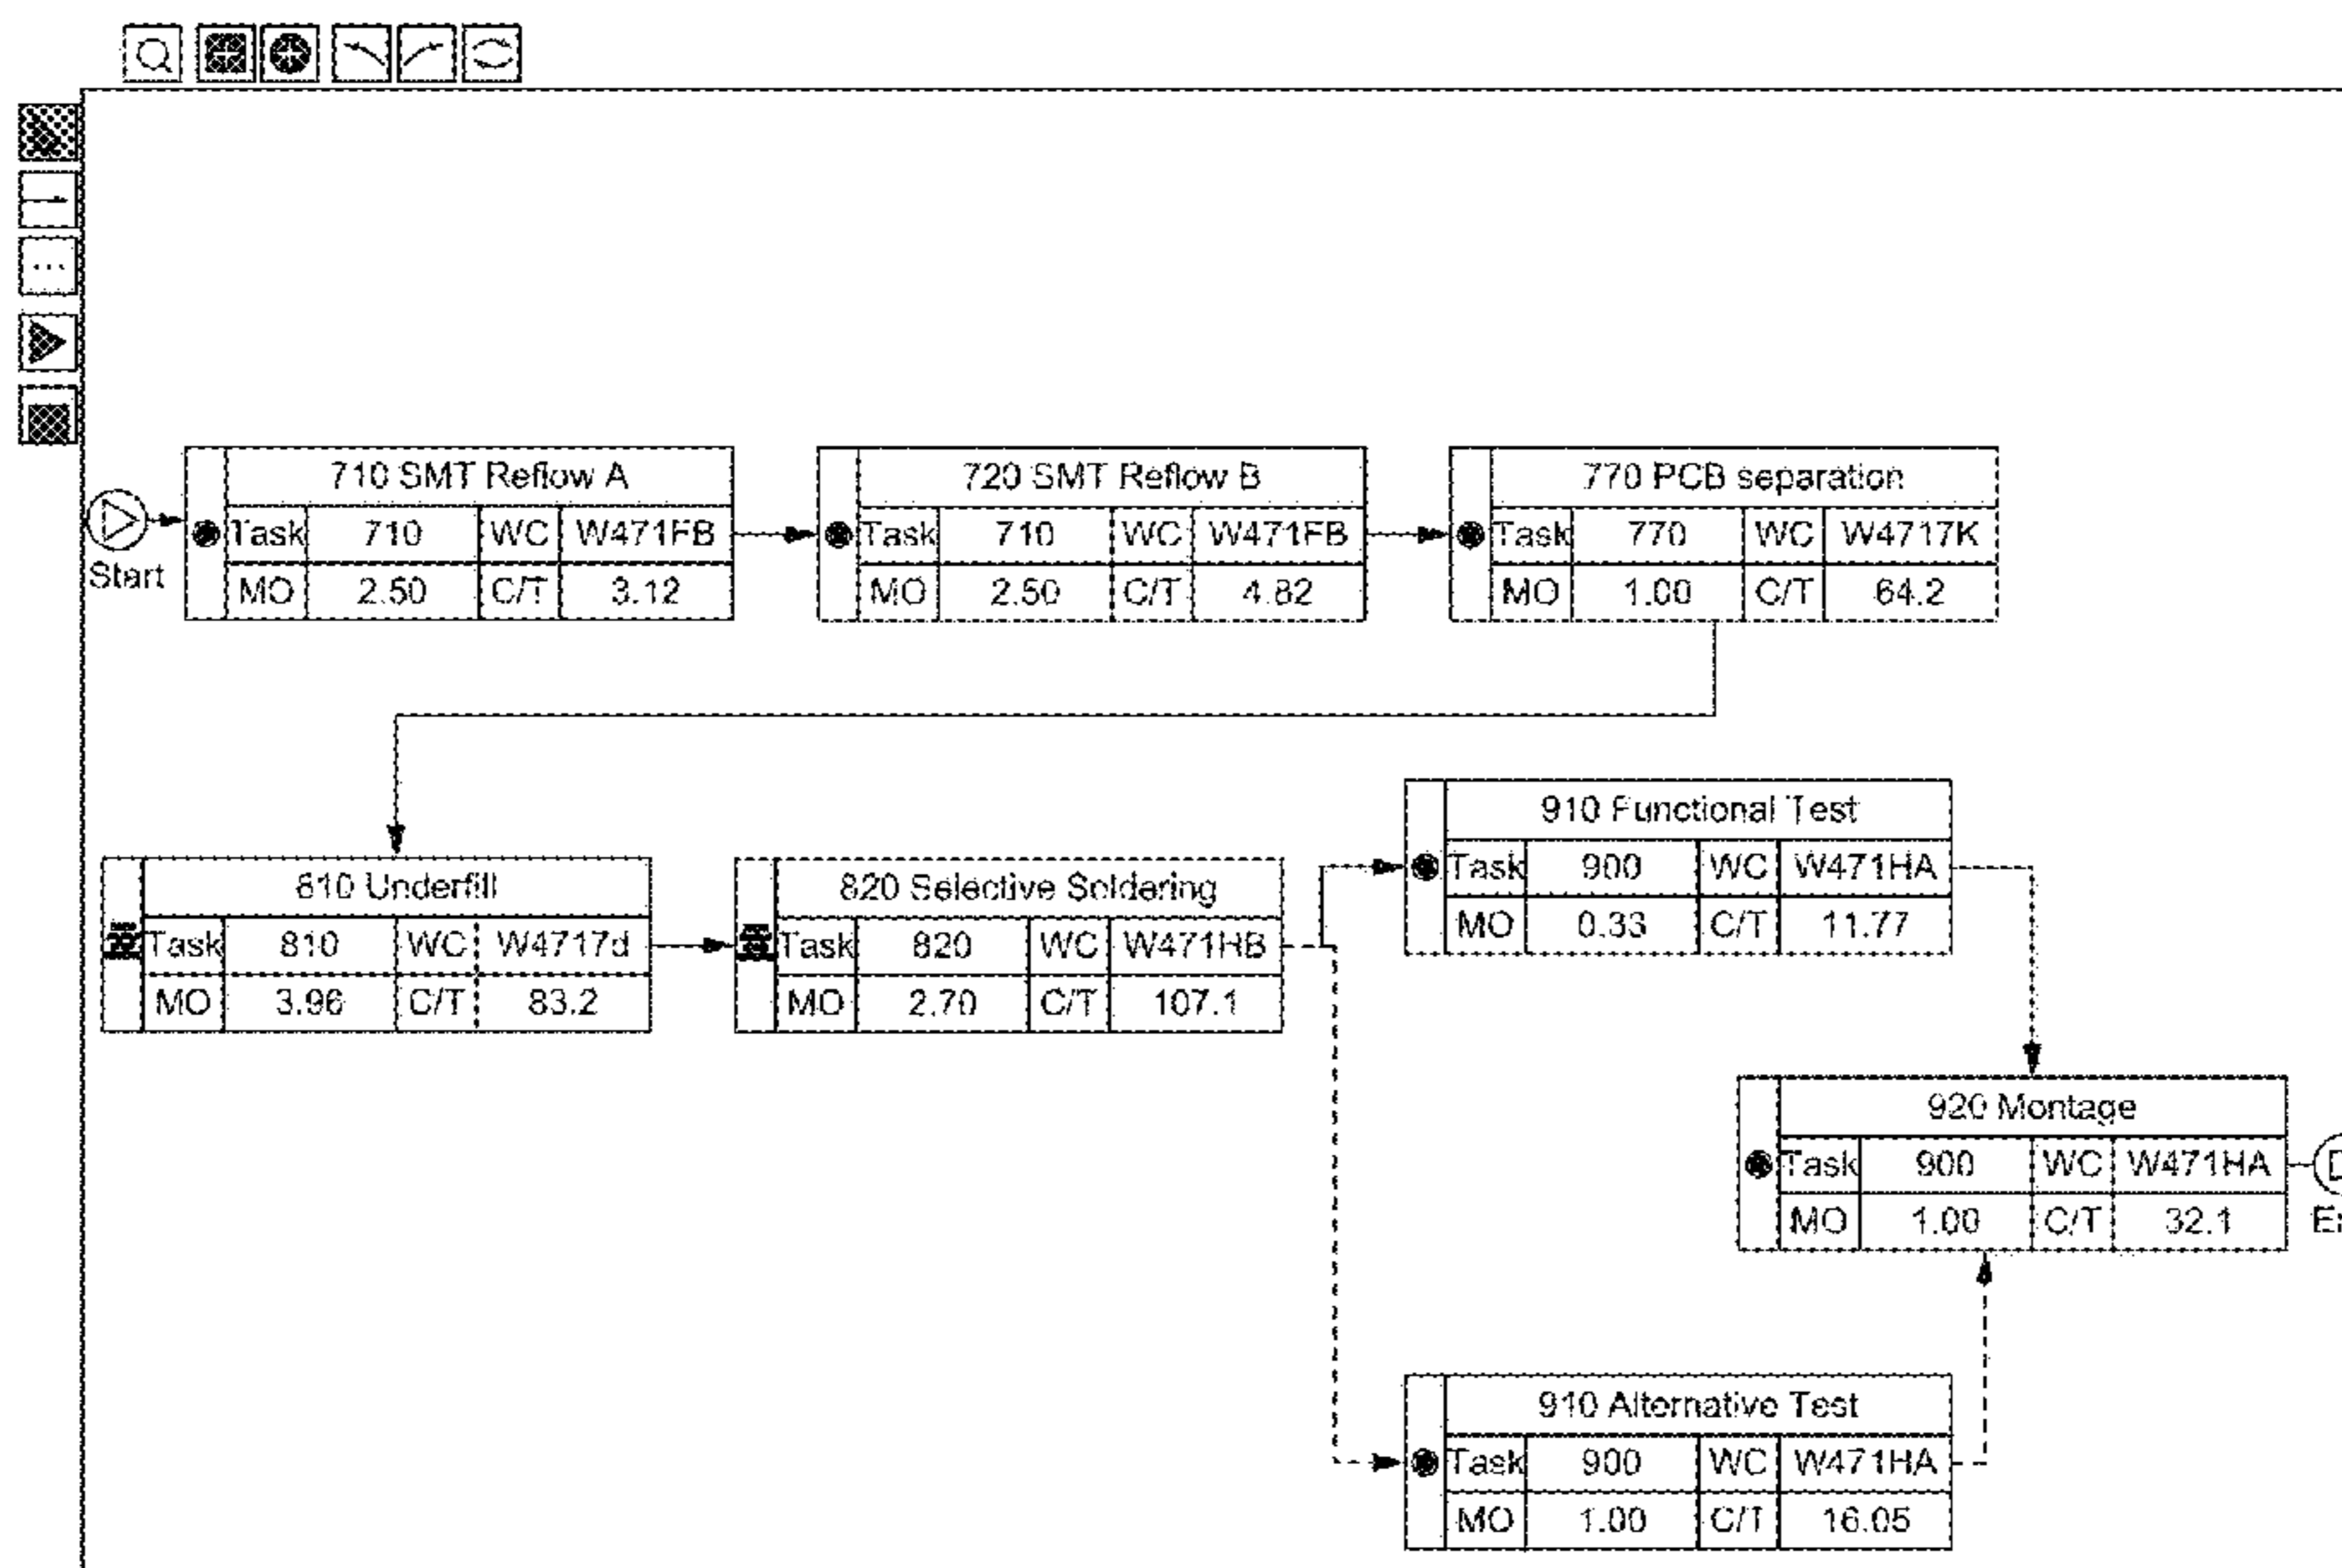 710 SMT Reflow A
Task 710 WC W471FB
MO 2.50 C/T 3.12
Start
720 SMT Reflow B
Task 710 WC W471FB
MO 2.50 C/T 4.82
770 PCB separation
Task 770 WC W4717K
MO 1.00 C/T 64.2
810 Underfill
Task 810 WC W4717d
MO 3.96 C/T 83.2
820 Selective Soldering
Task 820 WC W471HB
MO 2.70 C/T 107.1
910 Functional Test
Task 900 WC W471HA
MO 0.33 C/T 11.77
920 Montage
Task 900 WC W471HA
MO 1.00 C/T 32.1
910 Alternative Test
Task 900 WC W471HA
MO 1.00 C/T 16.05